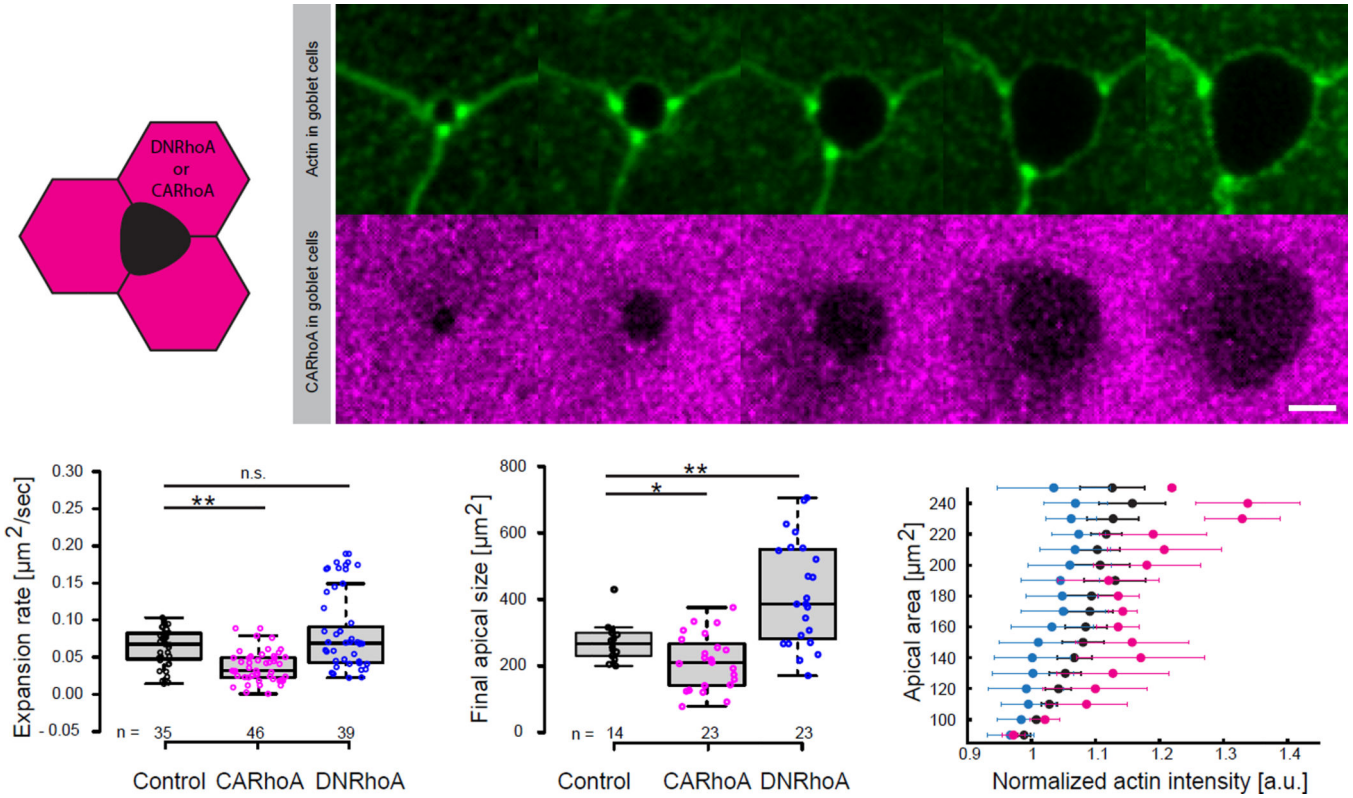 DNRhoA
or
CARhoA
Actin in goblet cells
CARhoA in goblet cells
Expansion rate [µm²/sec]
0.30
0.25
0.20
0.15
0.10
0.05
0.00
- 0.05
n.s.
**
n = 35 46 39
Control CARhoA DNRhoA
Final apical size [µm²]
800
600
400
200
0
**
*
n = 14 23 23
Control CARhoA DNRhoA
Apical area [µm²]
240
220
200
180
160
140
120
100
0.9 1 1.1 1.2 1.3 1.4
Normalized actin intensity [a.u.]